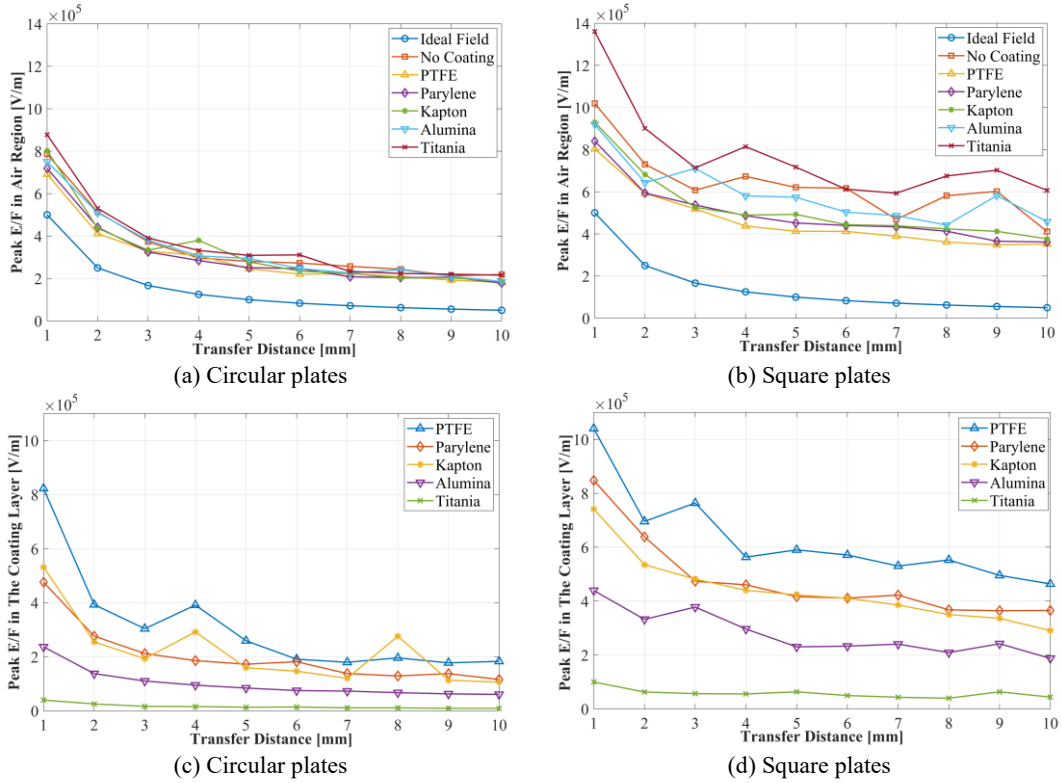 ×10⁵
14
12
10
8
6
4
2
0
Peak E/F in Air Region [V/m]
Ideal Field
No Coating
PTFE
Parylene
Kapton
Alumina
Titania
1 2 3 4 5 6 7 8 9 10
Transfer Distance [mm]
(a) Circular plates
×10⁵
14
12
10
8
6
4
2
0
Peak E/F in Air Region [V/m]
Ideal Field
No Coating
PTFE
Parylene
Kapton
Alumina
Titania
1 2 3 4 5 6 7 8 9 10
Transfer Distance [mm]
(b) Square plates
×10⁵
10
8
6
4
2
0
Peak E/F in The Coating Layer [V/m]
PTFE
Parylene
Kapton
Alumina
Titania
1 2 3 4 5 6 7 8 9 10
Transfer Distance [mm]
(c) Circular plates
×10⁵
10
8
6
4
2
0
Peak E/F in The Coating Layer [V/m]
PTFE
Parylene
Kapton
Alumina
Titania
1 2 3 4 5 6 7 8 9 10
Transfer Distance [mm]
(d) Square plates